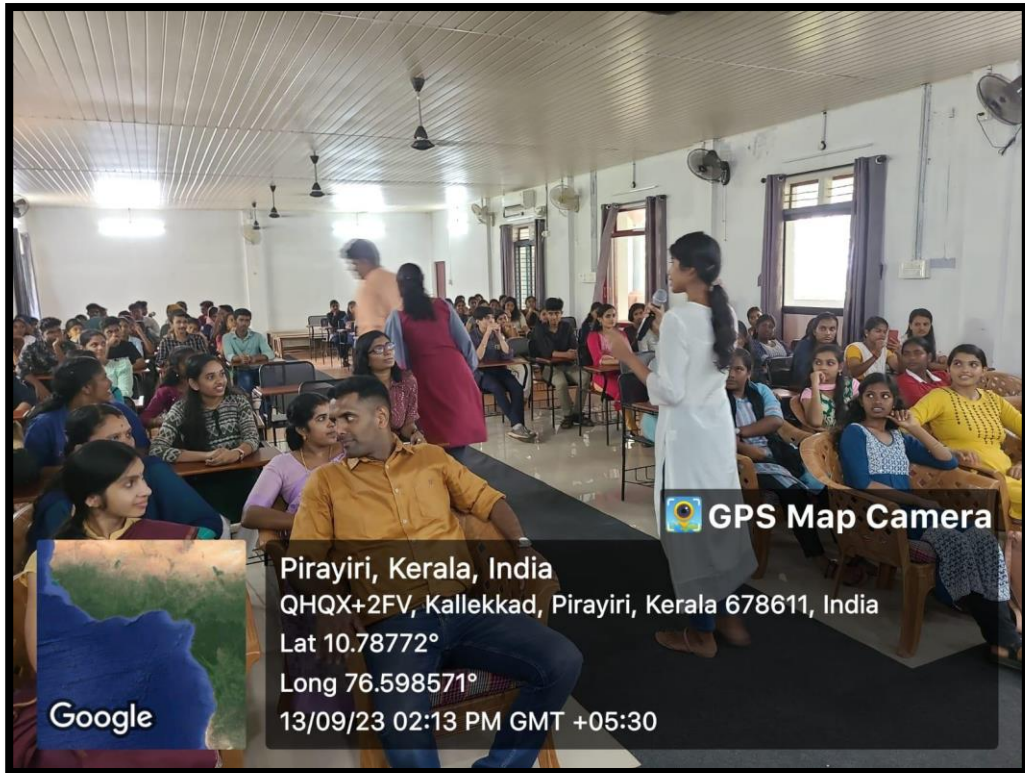 GPS Map Camera
Pirayiri, Kerala, India
QHQX+2FV, Kallekkad, Pirayiri, Kerala 678611, India
Lat 10.78772°
Long 76.598571°
13/09/23 02:13 PM GMT +05:30
Google